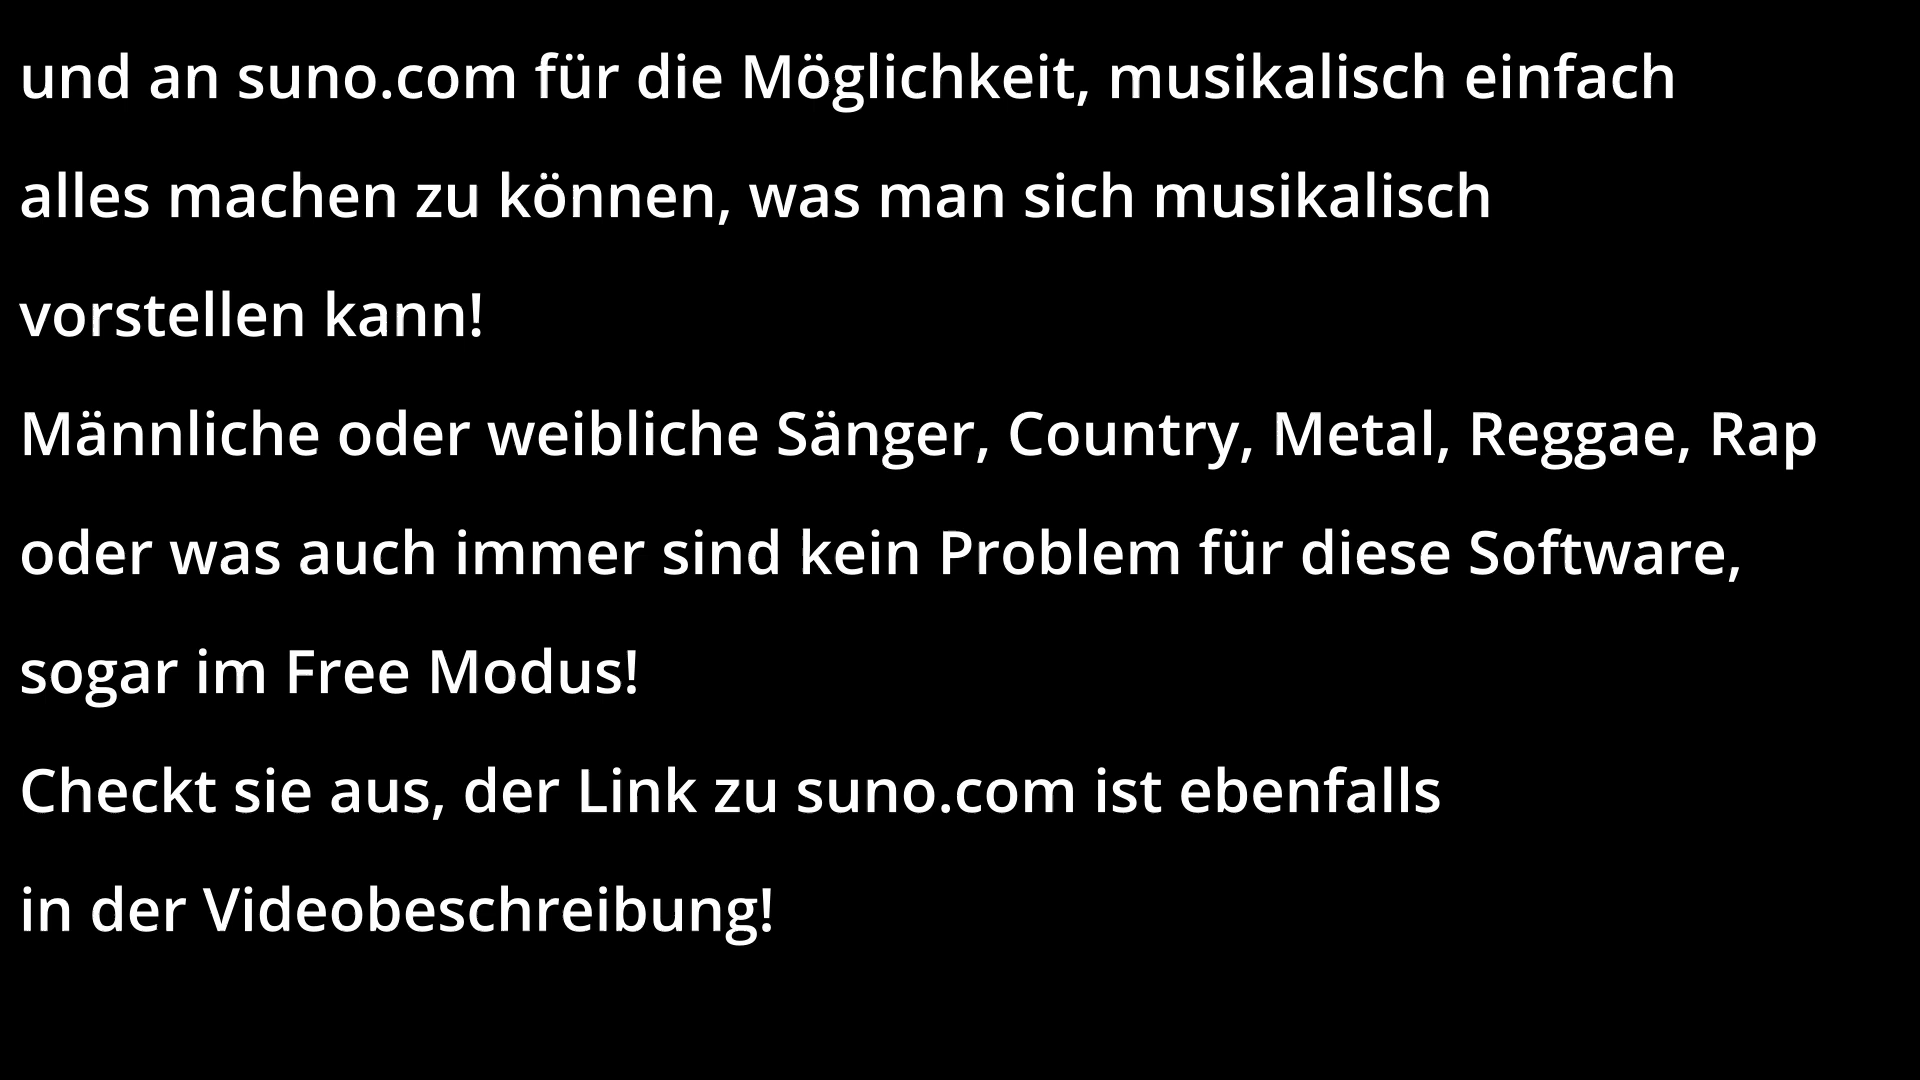 und an suno.com für die Möglichkeit, musikalisch einfach
alles machen zu können, was man sich musikalisch
vorstellen kann!
Männliche oder weibliche Sänger, Country, Metal, Reggae, Rap
oder was auch immer sind kein Problem für diese Software,
sogar im Free Modus!
Checkt sie aus, der Link zu suno.com ist ebenfalls
in der Videobeschreibung!